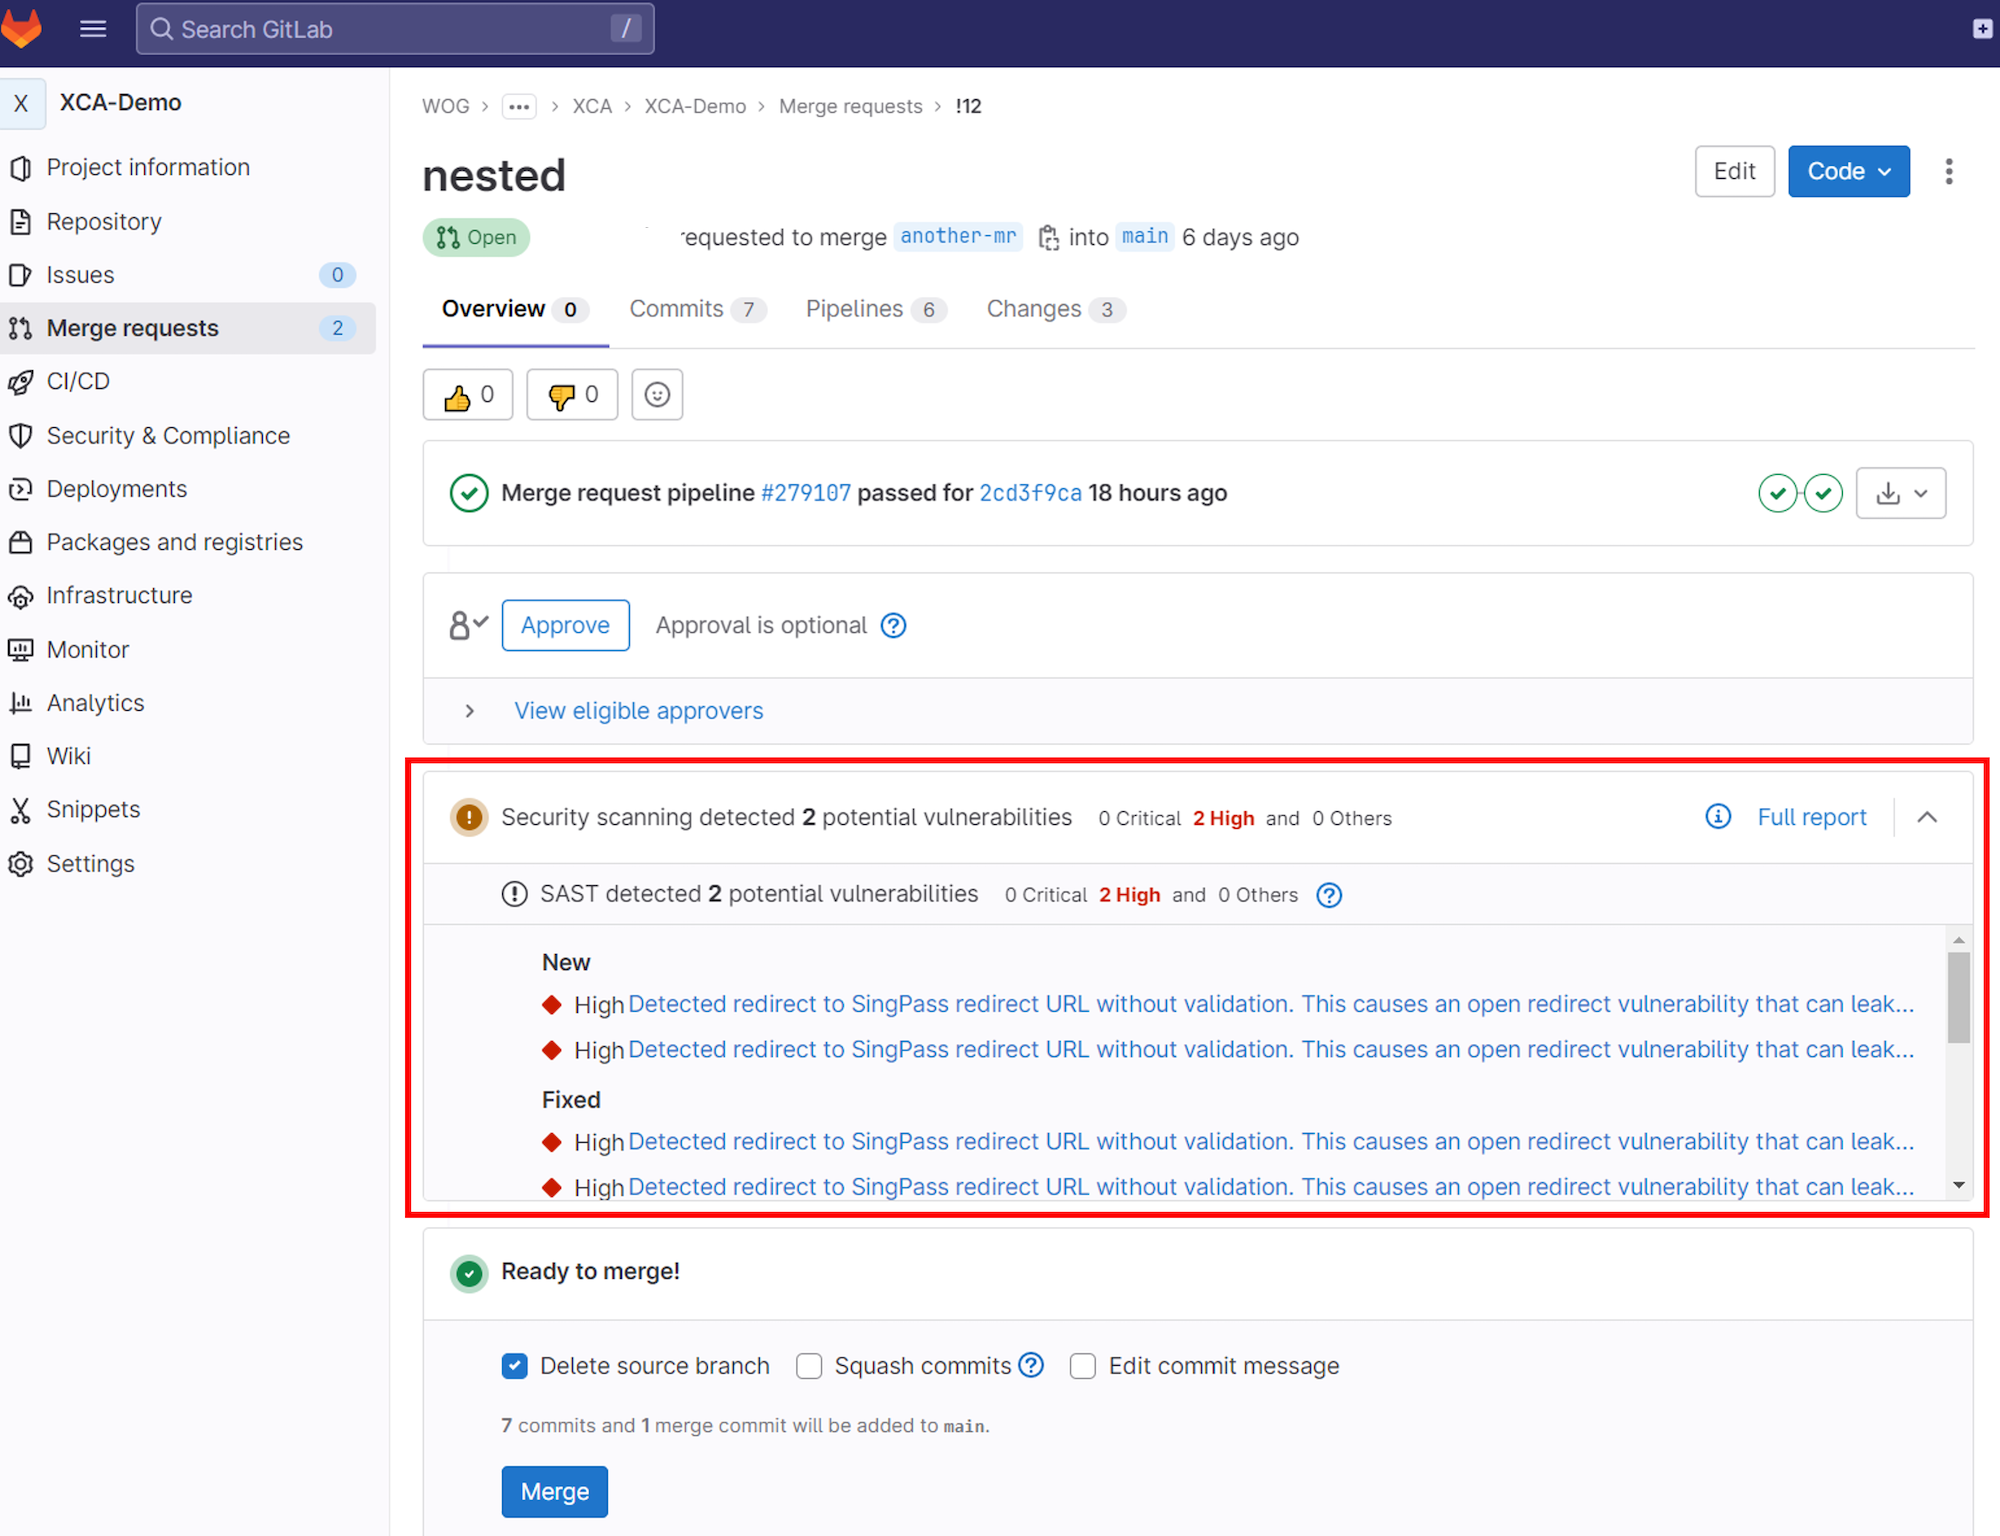 Search GitLab /
X XCA-Demo
Project information
Repository
Issues 0
Merge requests 2
CI/CD
Security & Compliance
Deployments
Packages and registries
Infrastructure
Monitor
Analytics
Wiki
Snippets
Settings
WOG > ... > XCA > XCA-Demo > Merge requests > !12
nested
Edit
Code
Open requested to merge another-mr into main 6 days ago
Overview 0 Commits 7 Pipelines 6 Changes 3
0 0
Merge request pipeline #279107 passed for 2cd3f9ca 18 hours ago
Approve Approval is optional ?
View eligible approvers
Security scanning detected 2 potential vulnerabilities 0 Critical 2 High and 0 Others Full report
SAST detected 2 potential vulnerabilities 0 Critical 2 High and 0 Others ?
New
High Detected redirect to SingPass redirect URL without validation. This causes an open redirect vulnerability that can leak...
High Detected redirect to SingPass redirect URL without validation. This causes an open redirect vulnerability that can leak...
Fixed
High Detected redirect to SingPass redirect URL without validation. This causes an open redirect vulnerability that can leak...
High Detected redirect to SingPass redirect URL without validation. This causes an open redirect vulnerability that can leak...
Ready to merge!
Delete source branch Squash commits ? Edit commit message
7 commits and 1 merge commit will be added to main.
Merge